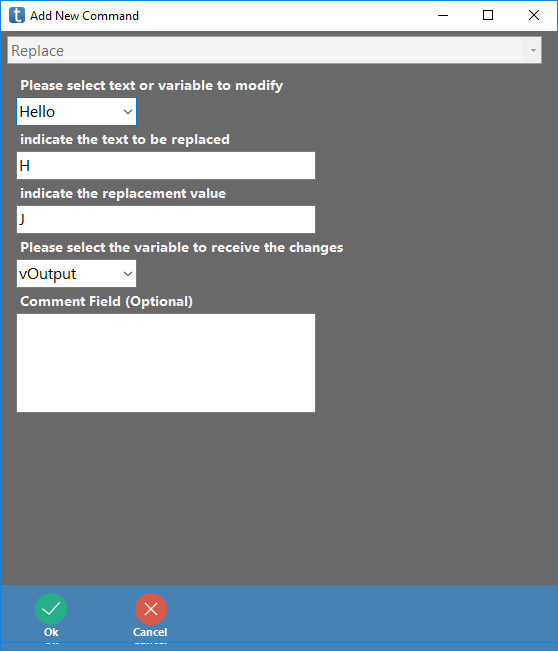 Add New Command
Replace
Please select text or variable to modify
Hello
indicate the text to be replaced
H
indicate the replacement value
J
Please select the variable to receive the changes
vOutput
Comment Field (Optional)
Ok Cancel